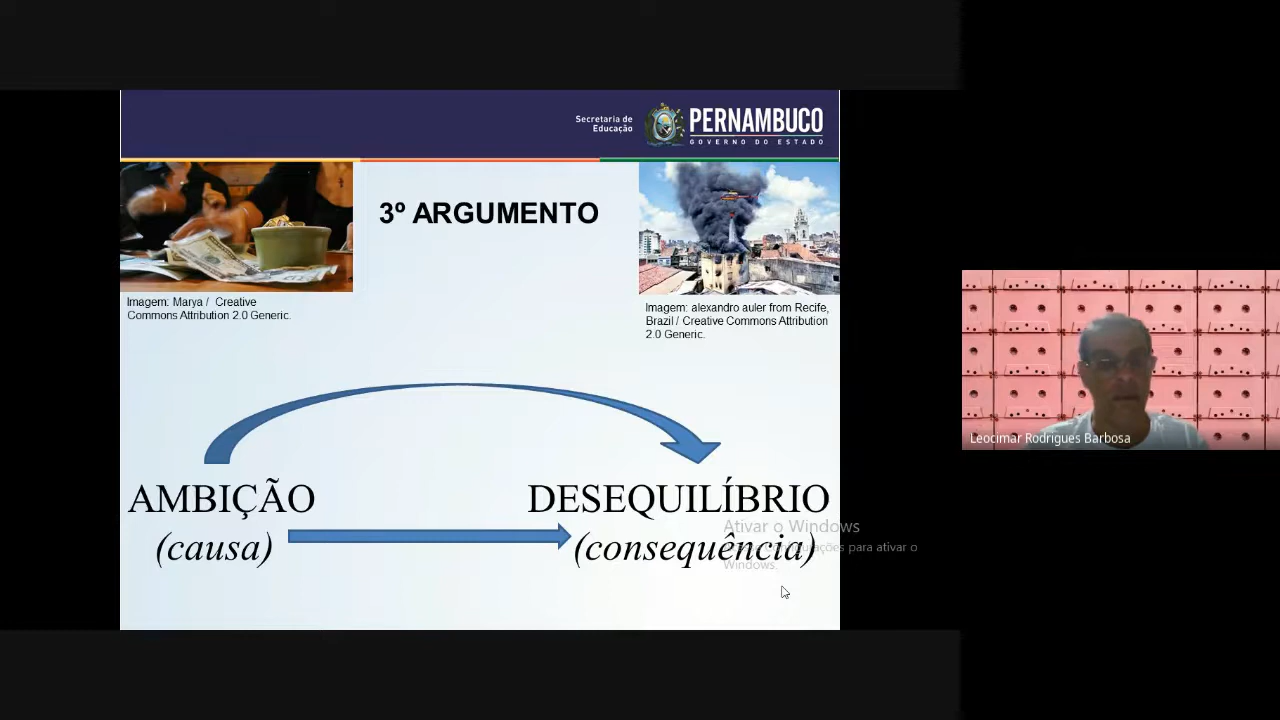 Secretaria de
Educação
PERNAMBUCO
GOVERNO DO ESTADO
3º ARGUMENTO
Imagem: Marya / Creative
Commons Attribution 2.0 Generic.
Imagem: alexandro auler from Recife,
Brazil / Creative Commons Attribution
2.0 Generic.
AMBIÇÃO
(causa)
DESEQUILÍBRIO
(consequência)
Ativar o Windows
para ativar o
Windows.
Leocimar Rodrigues Barbosa